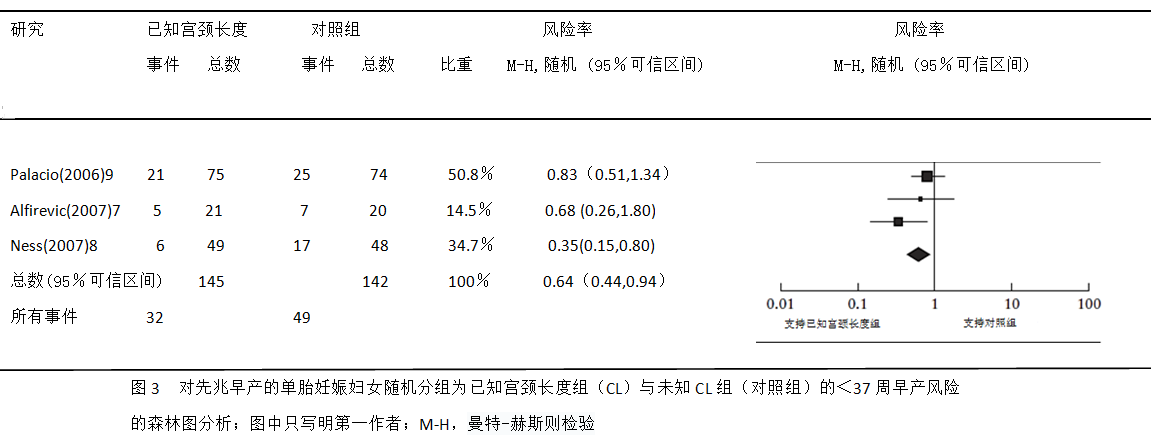 研究 已知宫颈长度 对照组 风险率 风险率
事件 总数 事件 总数 比重 M-H,随机 (95%可信区间) M-H,随机 (95%可信区间)
Palacio(2006)9 21 75 25 74 50.8% 0.83（0.51,1.34）
Alfirevic(2007)7 5 21 7 20 14.5% 0.68 (0.26,1.80)
Ness(2007)8 6 49 17 48 34.7% 0.35(0.15,0.80)
总数(95%可信区间) 145 142 100% 0.64（0.44,0.94）
0.01 0.1 1 10 100
所有事件 32 49
支持已知宫颈长度组 支持对照组
图 3 对先兆早产的单胎妊娠妇女随机分组为已知宫颈长度组（CL）与未知 CL 组（对照组）的＜37 周早产风险
的森林图分析；图中只写明第一作者；M-H，曼特-赫斯则检验